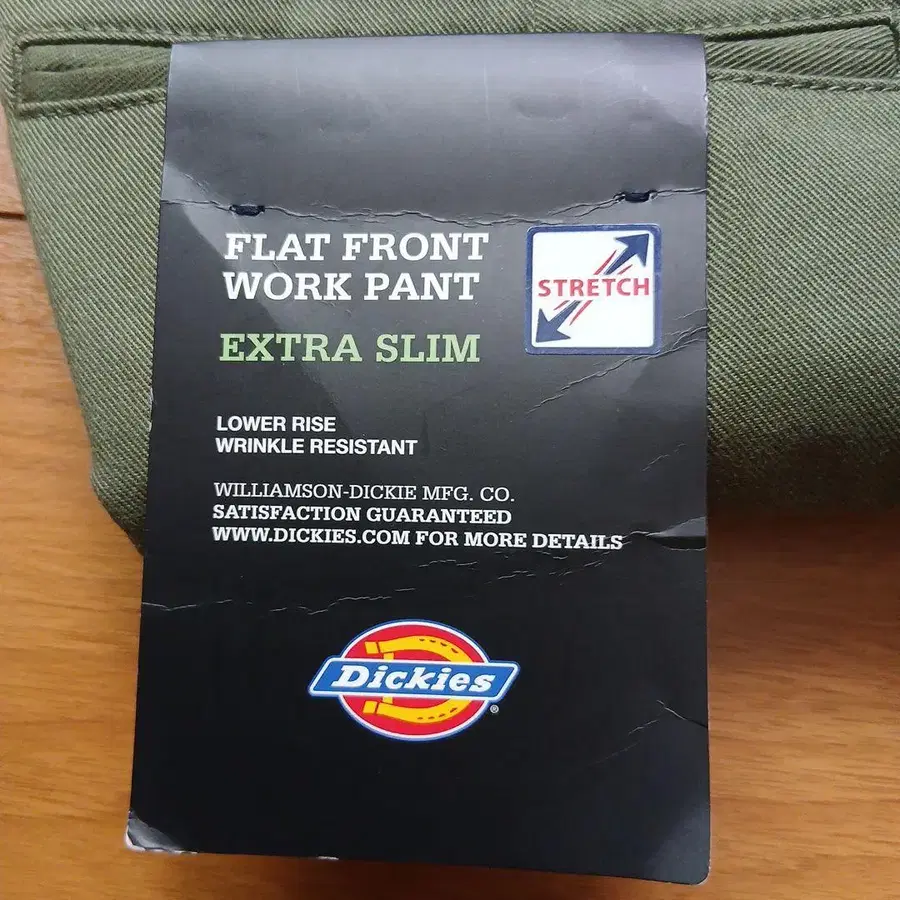 FLAT FRONT
WORK PANT
STRETCH
EXTRA SLIM
LOWER RISE
WRINKLE RESISTANT
WILLIAMSON-DICKIE MFG. CO.
SATISFACTION GUARANTEED
WWW.DICKIES.COM FOR MORE DETAILS
Dickies®